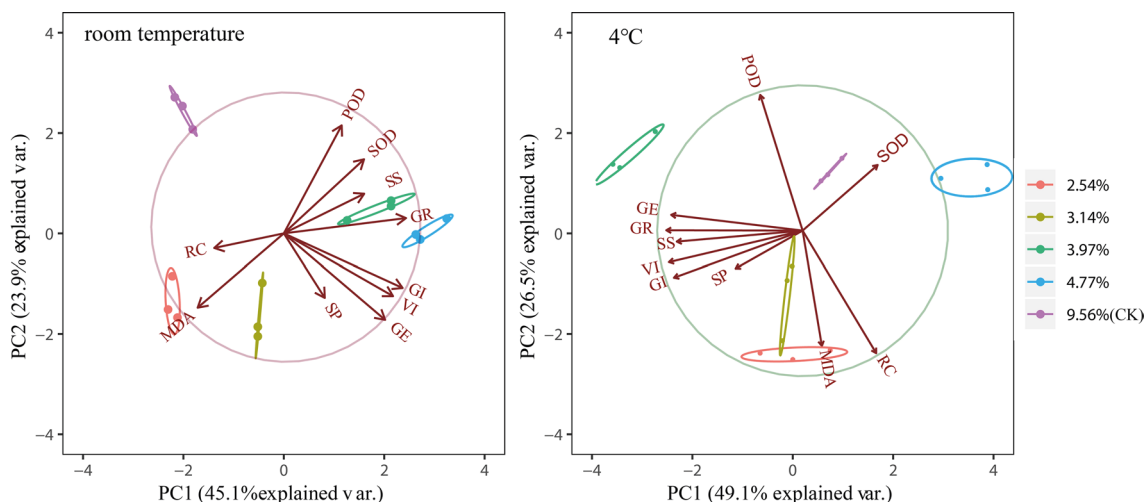 room temperature
4
2
0
−2
−4
PC2 (23.9% explained var.)
POD
SOD
SS
GR
RC
GI
VI
SP
GE
MDA
−4
−2
0
2
4
PC1 (45.1%explained var.)
4°C
4
2
0
−2
−4
PC2 (26.5% explained var.)
POD
SOD
GE
GR
SS
VI
GI
SP
MDA
RC
−4
−2
0
2
4
PC1 (49.1% explained var.)
2.54%
3.14%
3.97%
4.77%
9.56%(CK)